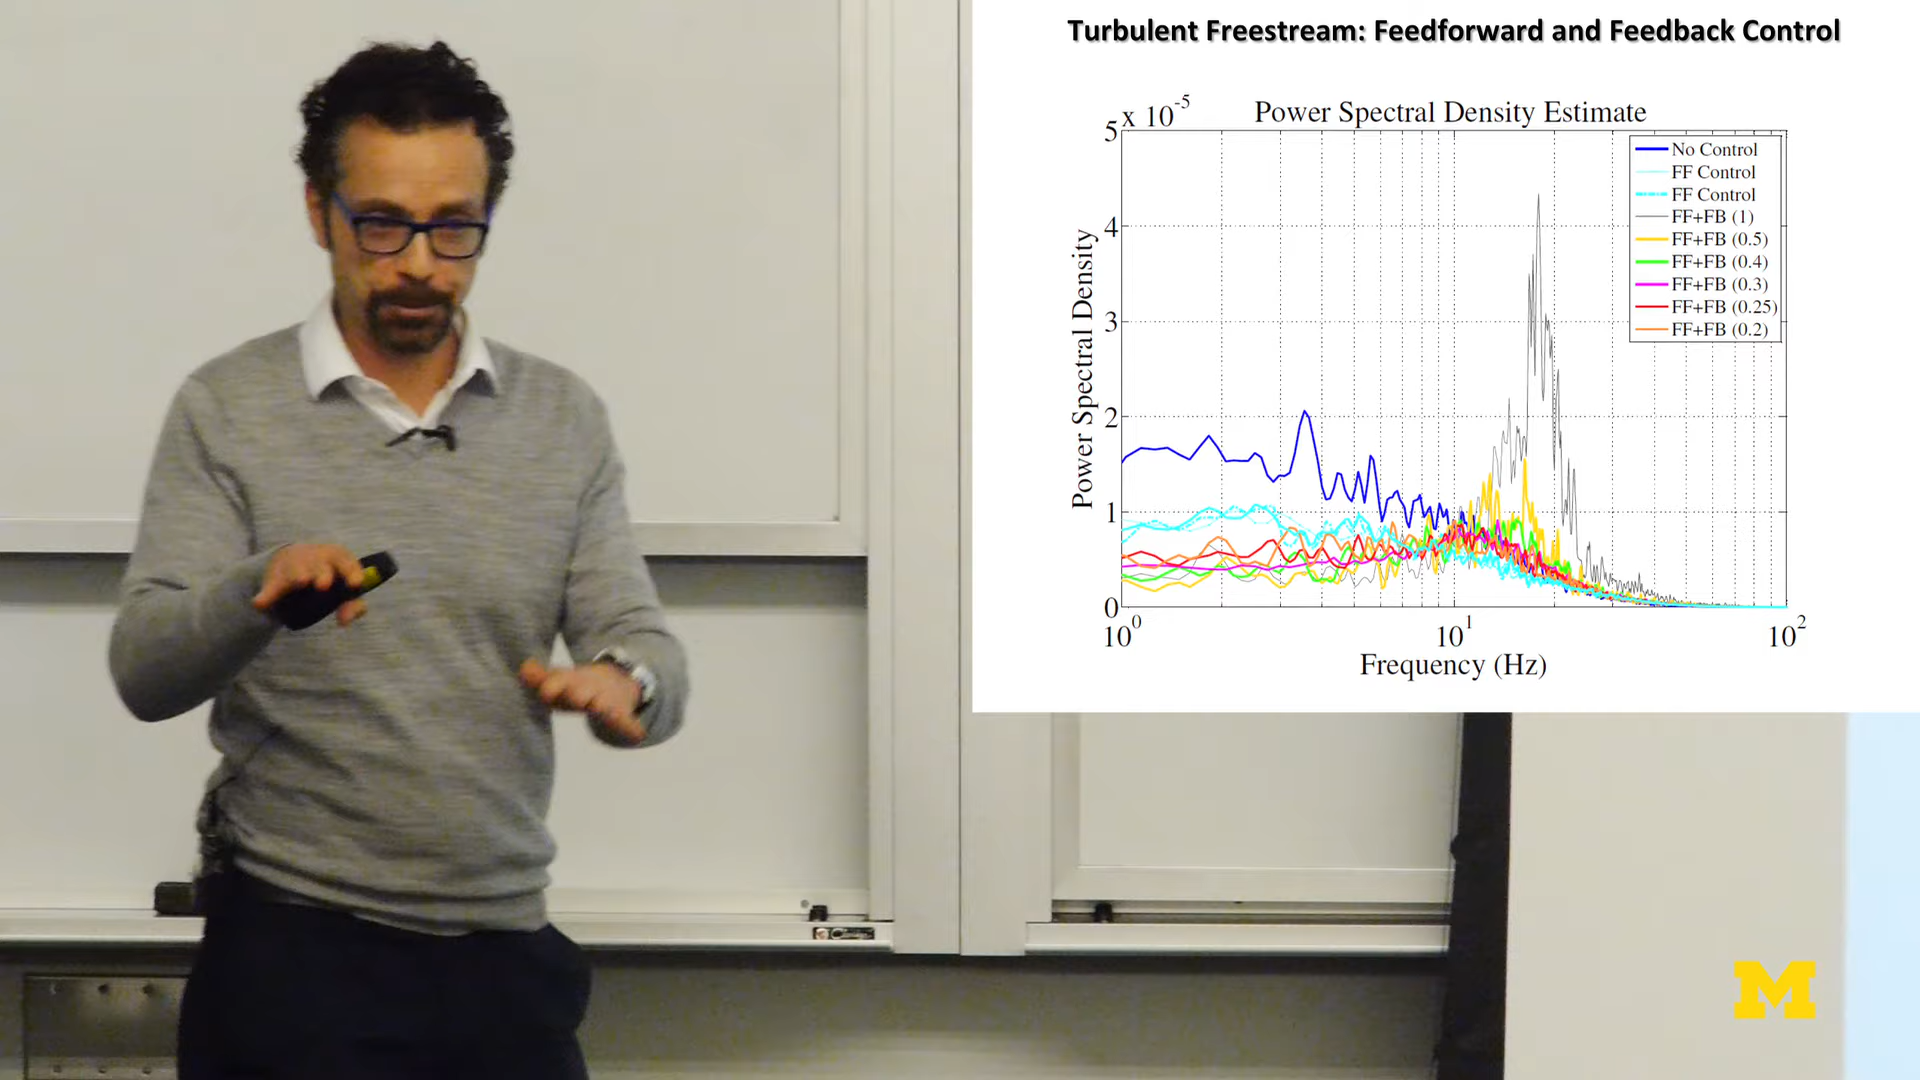 Turbulent Freestream: Feedforward and Feedback Control
x 10^-5
Power Spectral Density Estimate
5
4
3
2
1
0
Power Spectral Density
No Control
FF Control
FF Control
FF+FB (1)
FF+FB (0.5)
FF+FB (0.4)
FF+FB (0.3)
FF+FB (0.25)
FF+FB (0.2)
10^0
10^1
10^2
Frequency (Hz)
M